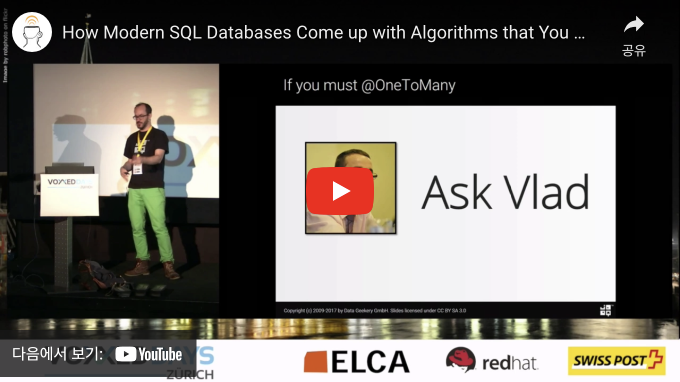 How Modern SQL Databases Come up with Algorithms that You ...
공유
Image by nobphoto on flickr
If you must @OneToMany
Ask Vlad
VOXXED
Copyright (c) 2009-2017 by Data Geekery GmbH. Slides licensed under CC BY SA 3.0
다음에서 보기: YouTube
ZÜRICH
ELCA
redhat.
SWISS POST